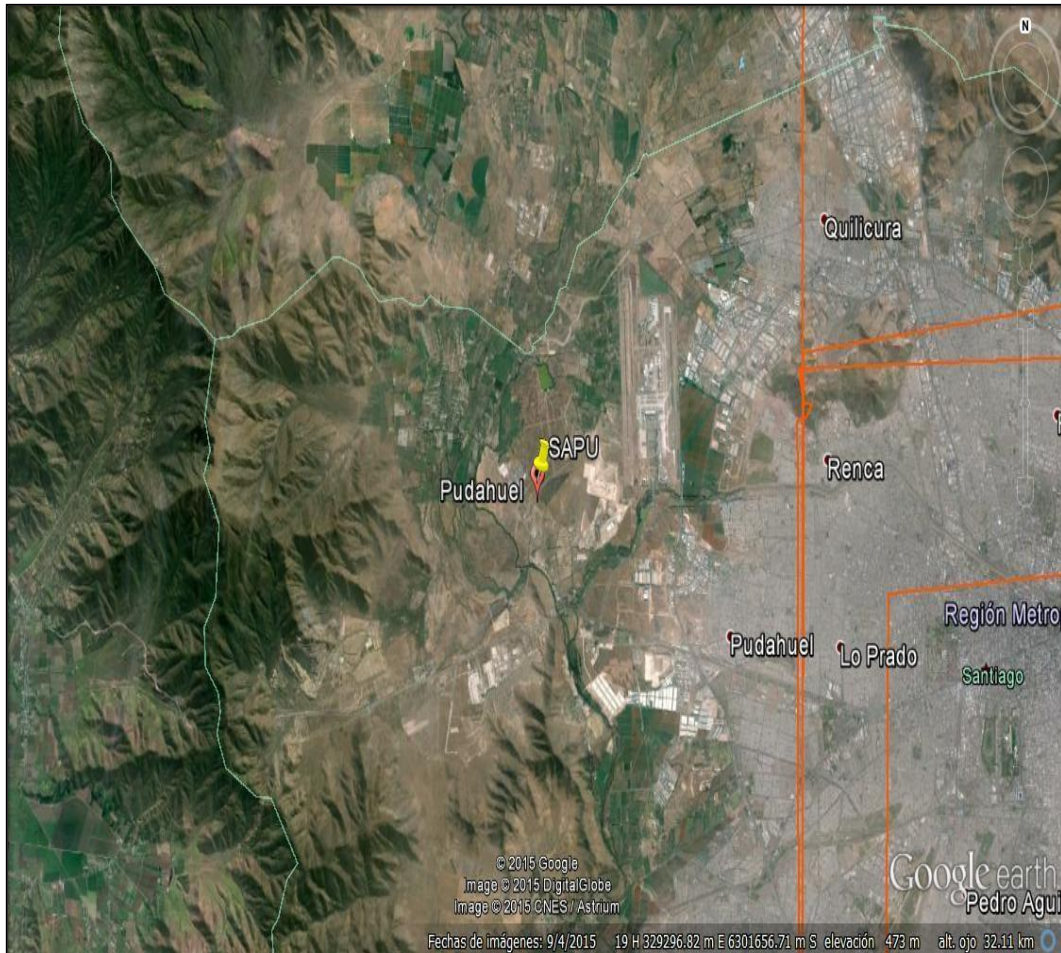 N
Quilicura
SAPU
Pudahuel
Renca
Pudahuel
Lo Prado
Región Metro
Santiago
© 2015 Google
Image © 2015 DigitalGlobe
Image © 2015 CNES / Astrium
Google earth
Pedro Agui
Fechas de imágenes: 9/4/2015 19 H 329296.82 m E 6301656.71 m S elevación 473 m alt. ojo 32.11 km